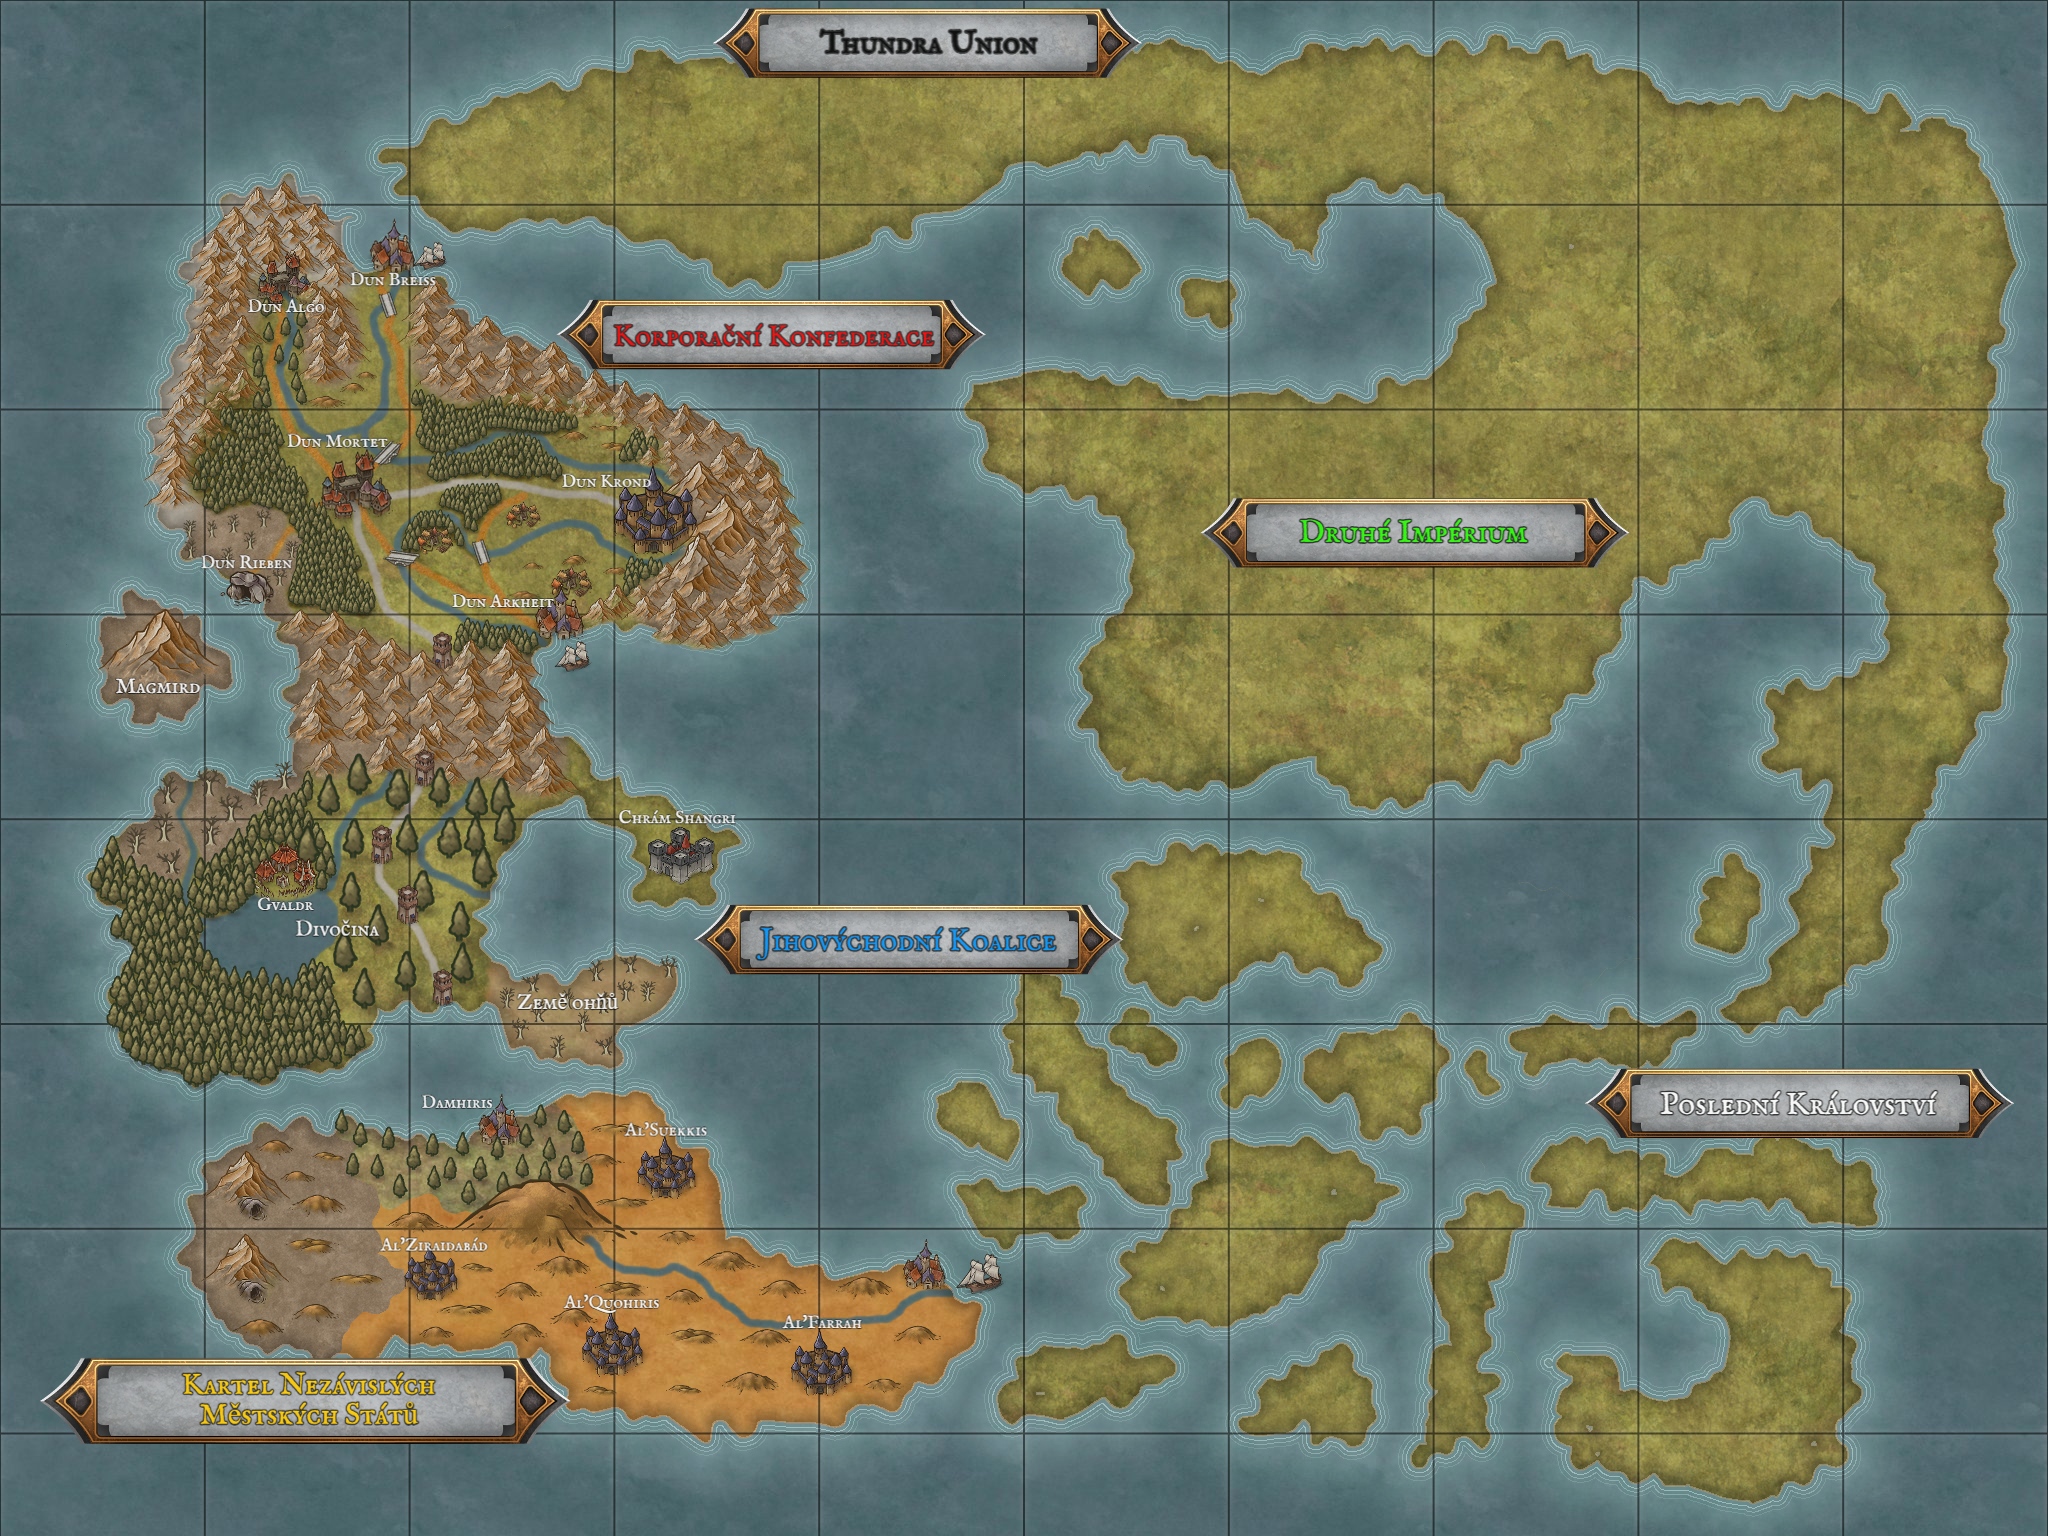 Thundra Union
Dun Breiss
Dun Algo
Korporační Konfederace
Dun Mortet
Dun Krond
Druhé Impérium
Dun Rieben
Dun Arkheit
Magmird
Chrám Shangri
Gvaldr
Divočina
Jihovýchodní Koalice
Země ohňů
Damhiris
Poslední Království
Al'Suekkis
Al'Ziraidabád
Al'Quohiris
Al'Farrah
Kartel Nezávislých
Městských Států